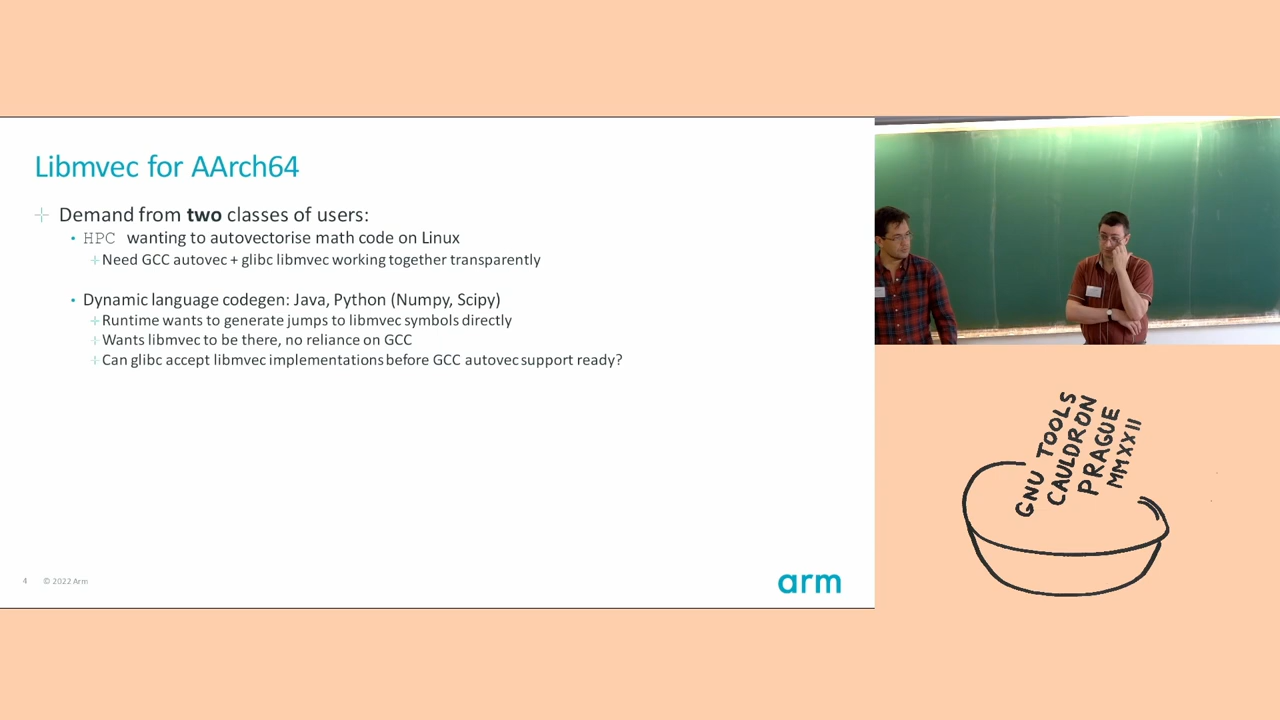 Libmvec for AArch64
Demand from two classes of users:
HPC wanting to autovectorise math code on Linux
Need GCC autovec + glibc libmvec working together transparently
Dynamic language codegen: Java, Python (Numpy, Scipy)
Runtime wants to generate jumps to libmvec symbols directly
Wants libmvec to be there, no reliance on GCC
Can glibc accept libmvec implementations before GCC autovec support ready?
4 © 2022 Arm
arm
GNU TOOLS
CAULDRON
PRAGUE
MMXXII